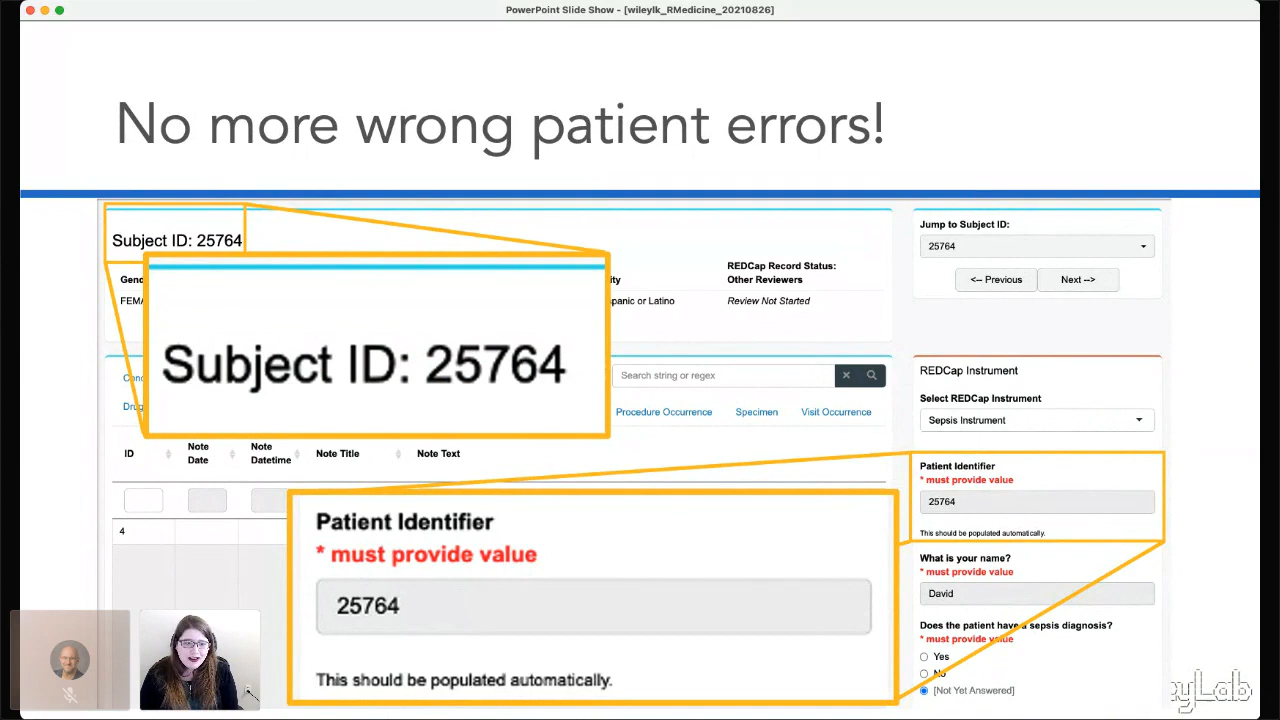 PowerPoint Slide Show - [wileylk_RMedicine_20210826]
No more wrong patient errors!
Subject ID: 25764
REDCap Record Status:
Other Reviewers
panic or Latino
Review Not Started
Subject ID: 25764
Search string or regex
Procedure Occurrence
Specimen
Visit Occurrence
ID
Note Date
Note Datetime
Note Title
Note Text
4
Patient Identifier
* must provide value
25764
This should be populated automatically.
Jump to Subject ID:
25764
<-- Previous
Next -->
REDCap Instrument
Select REDCap Instrument
Sepsis Instrument
Patient Identifier
* must provide value
25764
This should be populated automatically.
What is your name?
* must provide value
David
Does the patient have a sepsis diagnosis?
* must provide value
Yes
No
[Not Yet Answered]